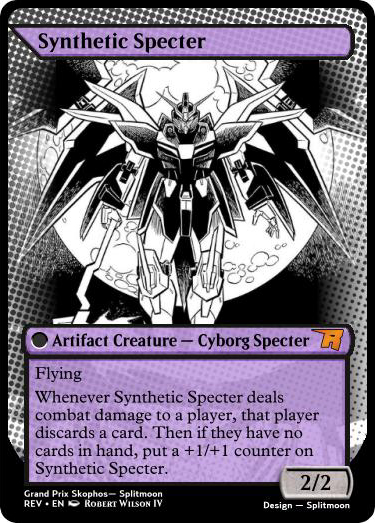 Synthetic Specter
Artifact Creature — Cyborg Specter
Flying
Whenever Synthetic Specter deals
combat damage to a player, that player
discards a card. Then if they have no
cards in hand, put a +1/+1 counter on
Synthetic Specter.
2/2
Grand Prix Skophos— Splitmoon
REV • EN Robert Wilson IV
Design — Splitmoon